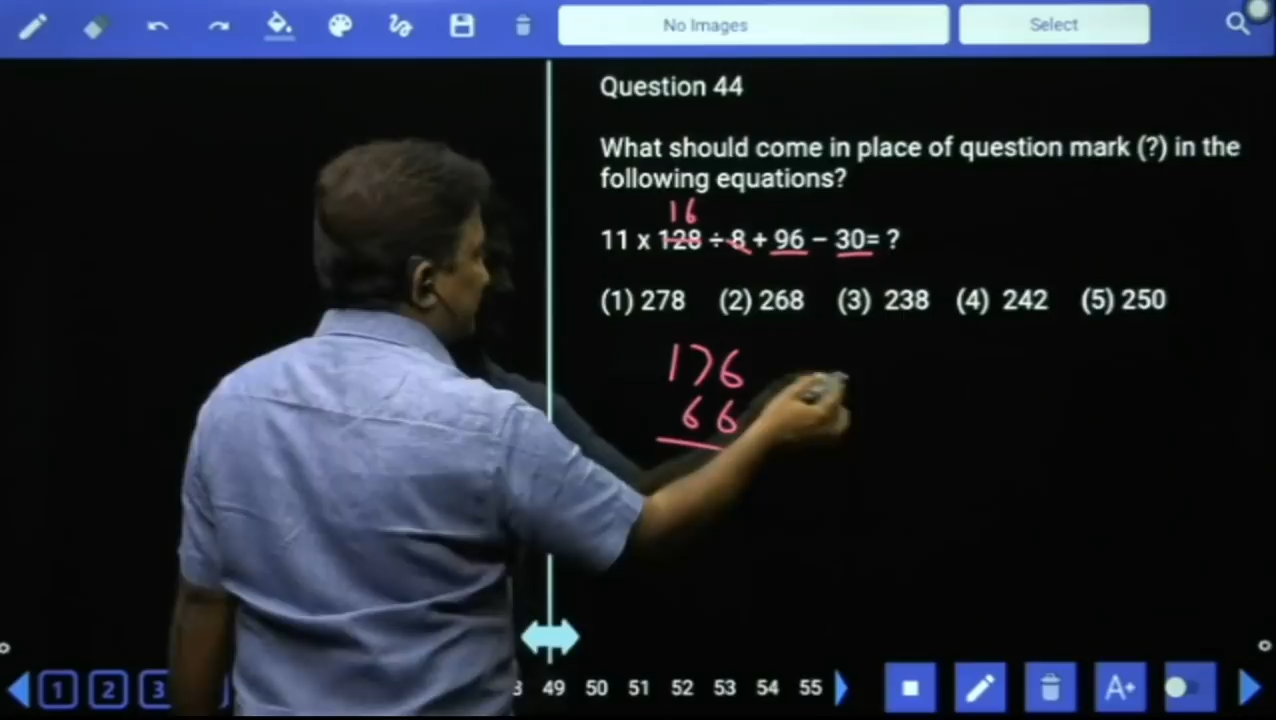 No Images
Select
Question 44
What should come in place of question mark (?) in the
following equations?
16
11 x 128 ÷ 8 + 96 − 30= ?
(1) 278 (2) 268 (3) 238 (4) 242 (5) 250
176
66
1 2 3 49 50 51 52 53 54 55
A+